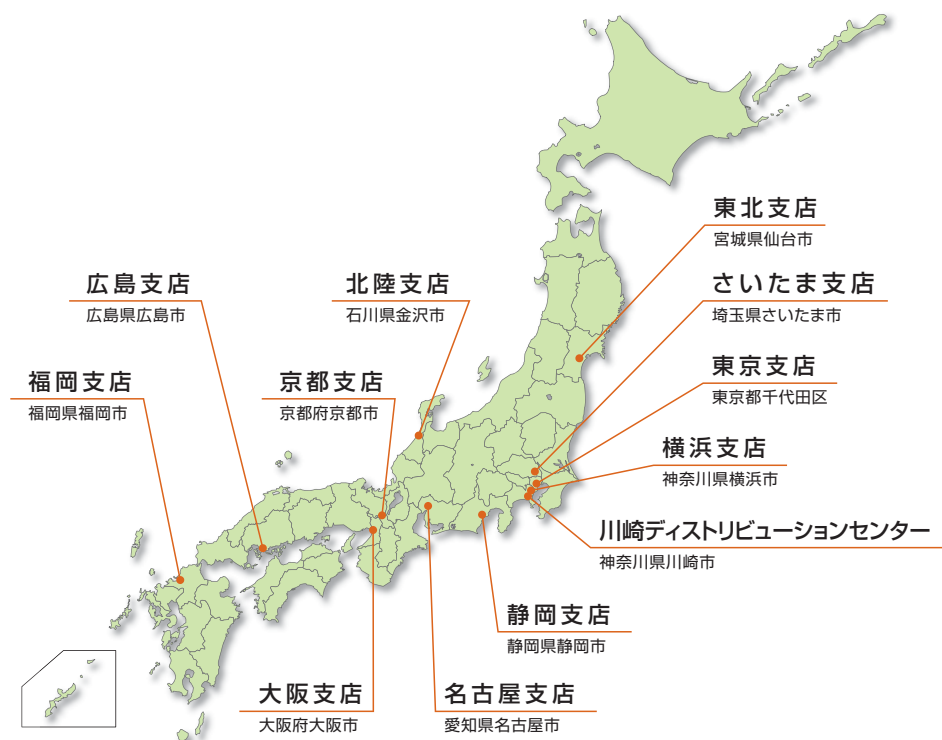 東北支店
宮城県仙台市
さいたま支店
埼玉県さいたま市
東京支店
東京都千代田区
横浜支店
神奈川県横浜市
川崎ディストリビューションセンター
神奈川県川崎市
北陸支店
石川県金沢市
広島支店
広島県広島市
京都支店
京都府京都市
福岡支店
福岡県福岡市
静岡支店
静岡県静岡市
大阪支店
大阪府大阪市
名古屋支店
愛知県名古屋市